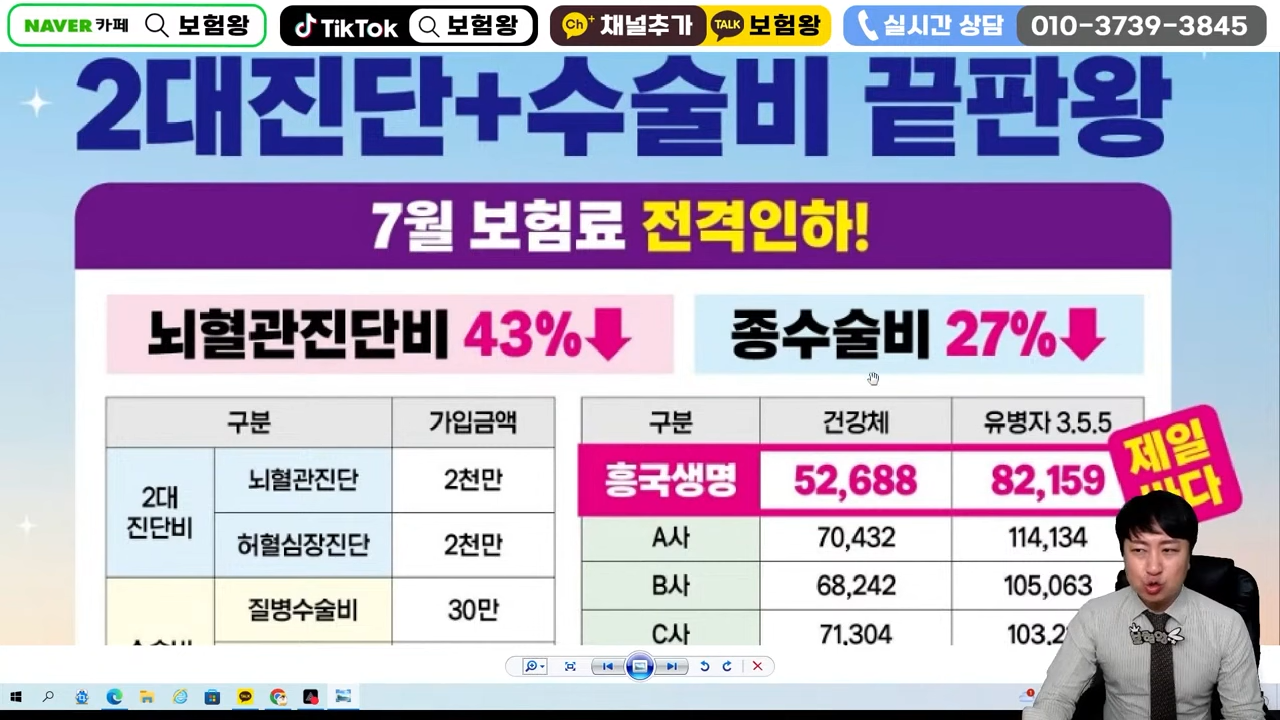 NAVER 카페 보험왕
TikTok 보험왕
Ch+ 채널추가 TALK 보험왕
실시간 상담 010-3739-3845
2대진단+수술비 끝판왕
7월 보험료 전격인하!
뇌혈관진단비 43%
종수술비 27%
구분 가입금액
2대 진단비
뇌혈관진단 2천만
허혈심장진단 2천만
질병수술비 30만
구분 건강체 유병자 3.5.5
흥국생명 52,688 82,159
제일
A사 70,432 114,134
B사 68,242 105,063
C사 71,304
TALK